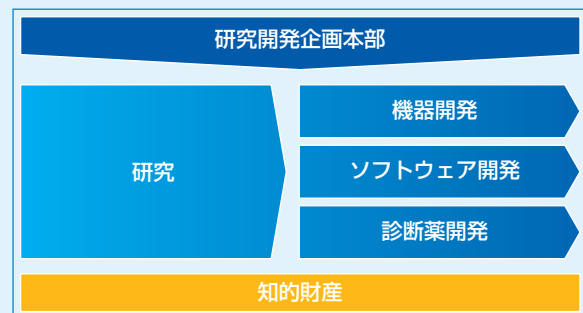 研究開発企画本部
研究
機器開発
ソフトウェア開発
診断薬開発
知的財産